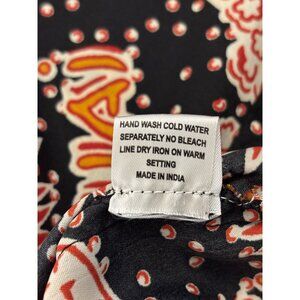 HAND WASH COLD WATER
SEPARATELY NO BLEACH
LINE DRY IRON ON WARM
SETTING
MADE IN INDIA